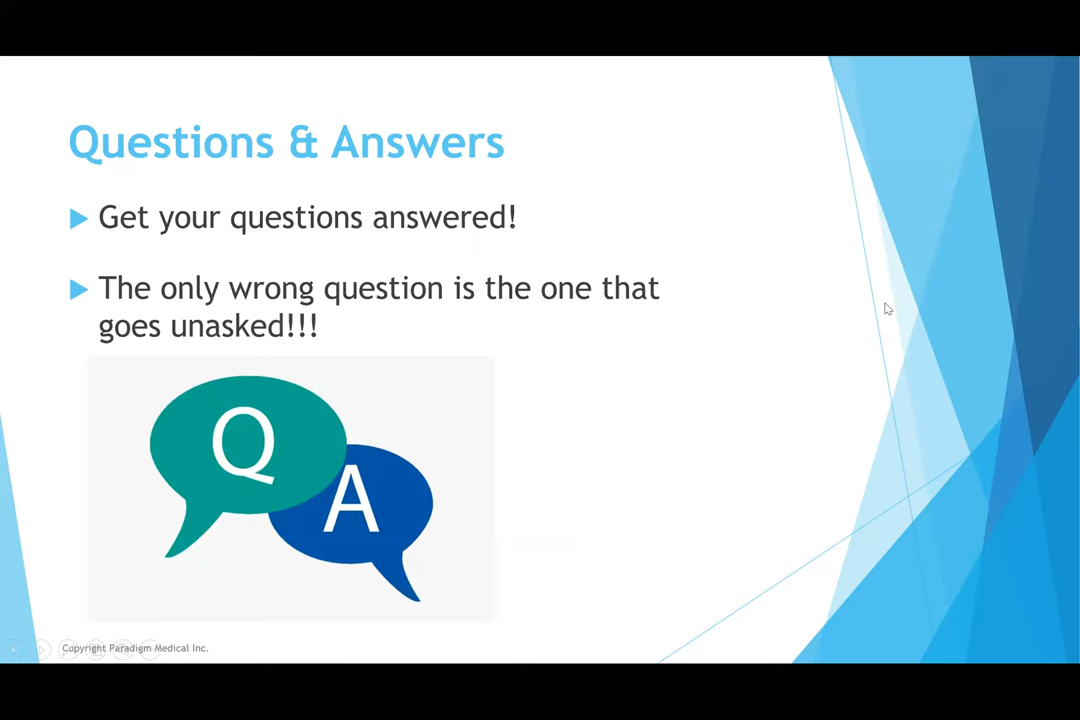 Questions & Answers
Get your questions answered!
The only wrong question is the one that
goes unasked!!!
Q
A
Copyright Paradigm Medical Inc.